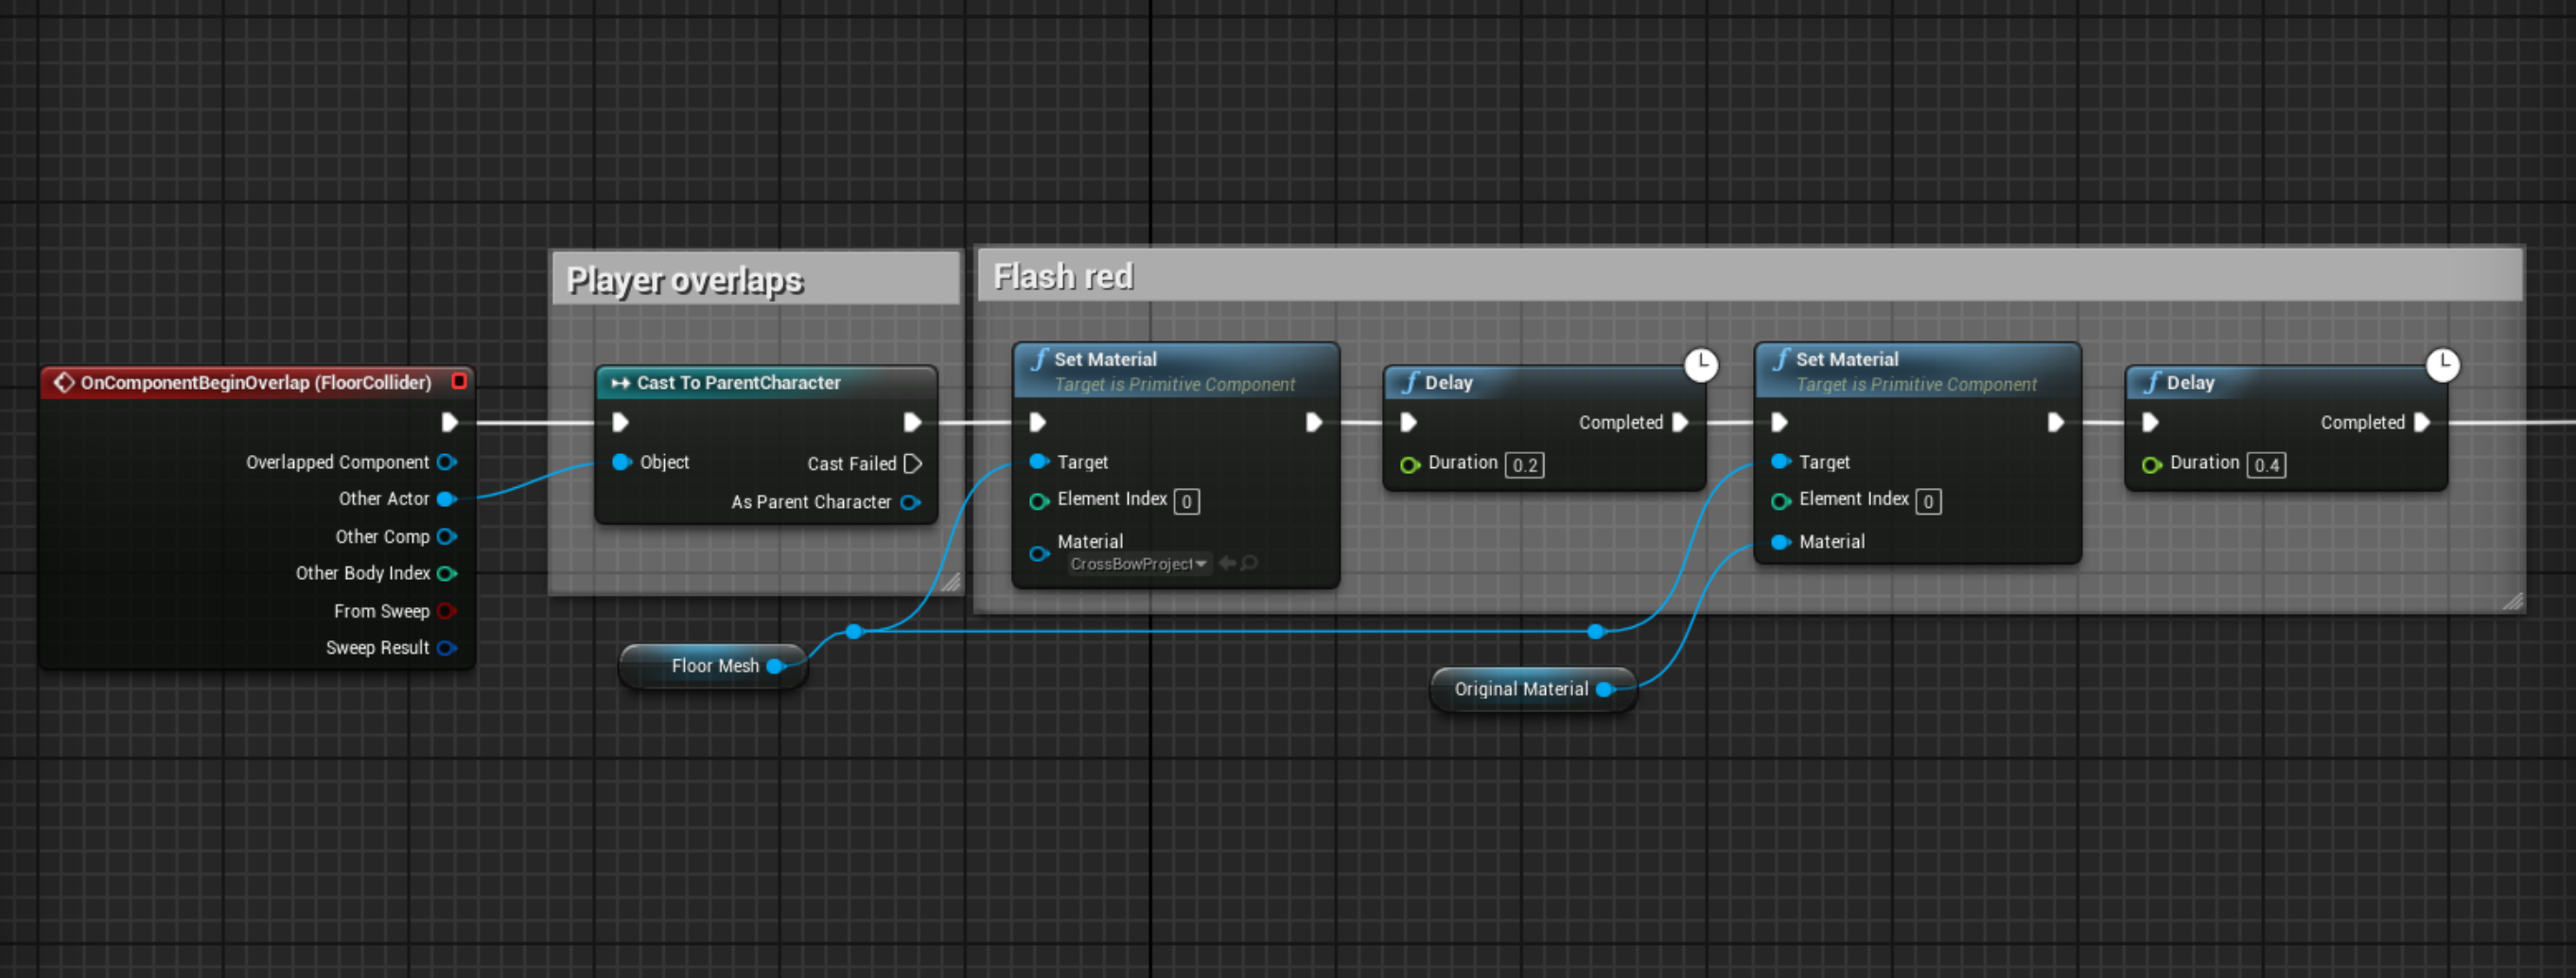 Player overlaps
Flash red
OnComponentBeginOverlap (FloorCollider)
Overlapped Component
Other Actor
Other Comp
Other Body Index
From Sweep
Sweep Result
Cast To ParentCharacter
Object
Cast Failed
As Parent Character
Floor Mesh
Set Material
Target is Primitive Component
Target
Element Index 0
Material
CrossBowProject
Delay
Completed
Duration 0.2
Original Material
Set Material
Target is Primitive Component
Target
Element Index 0
Material
Delay
Completed
Duration 0.4